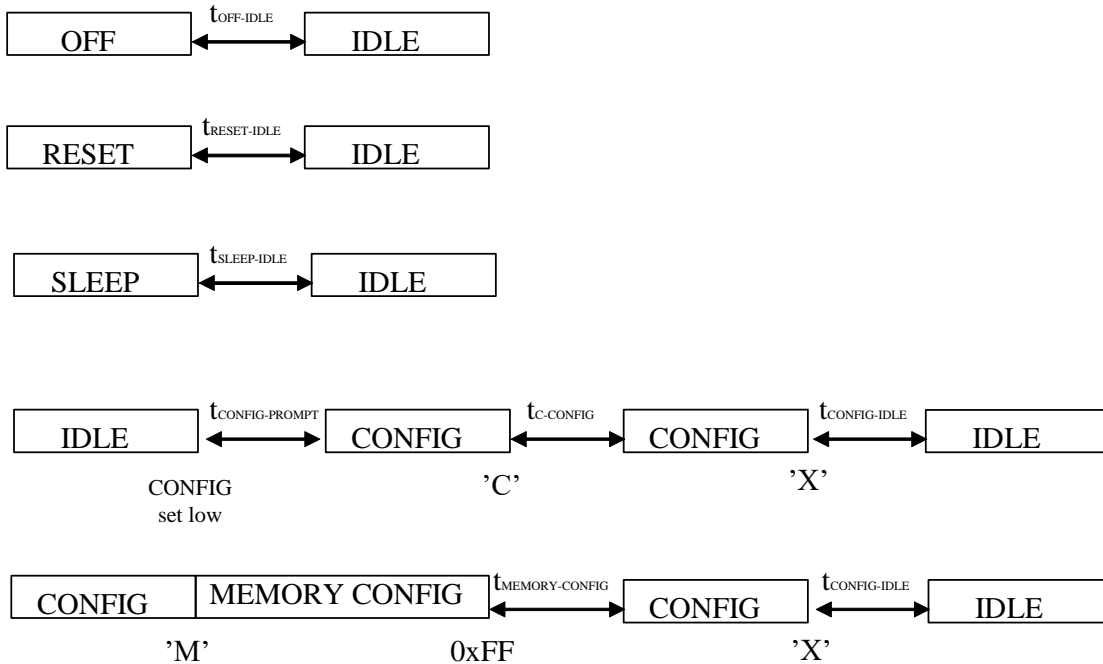 tOFF-IDLE
OFF IDLE
tRESET-IDLE
RESET IDLE
tSLEEP-IDLE
SLEEP IDLE
tCONFIG-PROMPT tC-CONFIG tCONFIG-IDLE
IDLE CONFIG CONFIG IDLE
CONFIG
set low
’C’ ’X’
tMEMORY-CONFIG tCONFIG-IDLE
CONFIG MEMORY CONFIG CONFIG IDLE
’M’ 0xFF ’X’